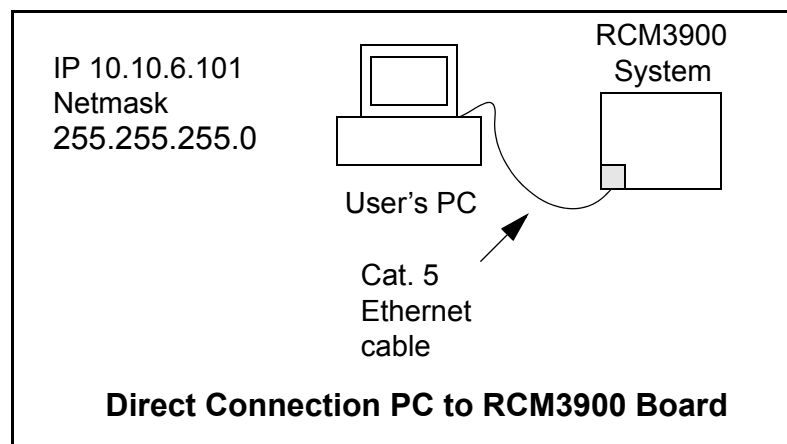 IP 10.10.6.101
Netmask
255.255.255.0
RCM3900
System
User's PC
Cat. 5
Ethernet
cable
Direct Connection PC to RCM3900 Board